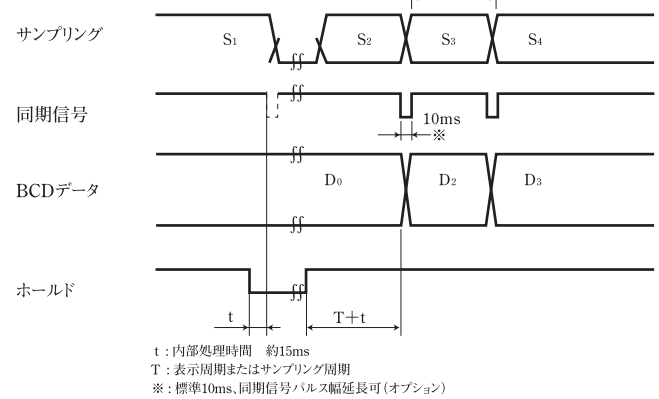 サンプリング S1 S2 S3 S4
同期信号
10ms
※
BCDデータ D0 D2 D3
ホールド
t T＋t
t：内部処理時間　約15ms
T：表示周期またはサンプリング周期
※：標準10ms、同期信号パルス幅延長可（オプション）